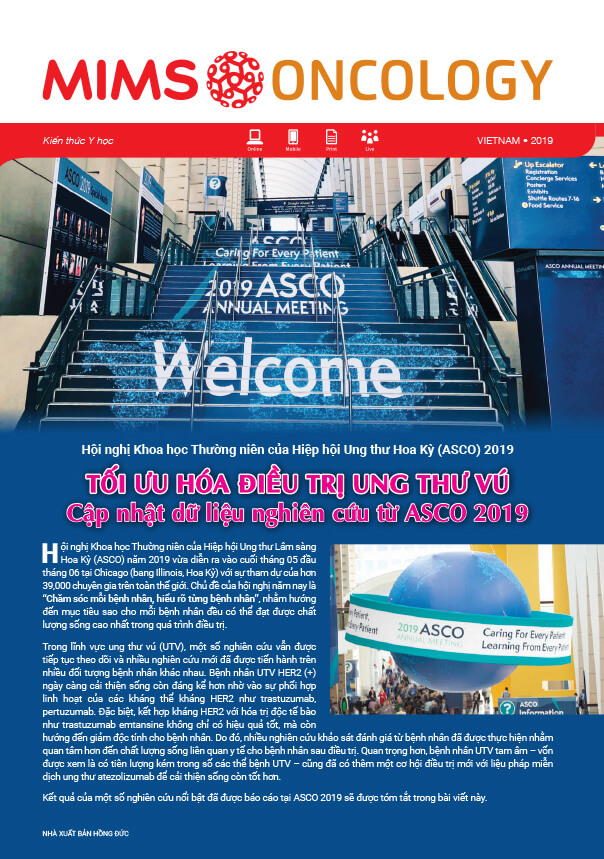 MIMS ONCOLOGY
Kiến thức Y học
Online
Mobile
Print
Live
VIETNAM • 2019
ASCO 2019
Up Escalator
Registration
Concierge Services
Posters
Exhibits
Shuttle Routes 7-16
Food Service
ASCO
Caring For Every Patient
Learning From Every Patient
2019 ASCO
ANNUAL MEETING
ASCO ANNUAL MEETING
Welcome
Hội nghị Khoa học Thường niên của Hiệp hội Ung thư Hoa Kỳ (ASCO) 2019
TỐI ƯU HÓA ĐIỀU TRỊ UNG THƯ VÚ
Cập nhật dữ liệu nghiên cứu từ ASCO 2019
Hội nghị Khoa học Thường niên của Hiệp hội Ung thư Lâm sàng
Hoa Kỳ (ASCO) năm 2019 vừa diễn ra vào cuối tháng 05 đầu
tháng 06 tại Chicago (bang Illinois, Hoa Kỳ) với sự tham dự của hơn
39,000 chuyên gia trên toàn thế giới. Chủ đề của hội nghị năm nay là
“Chăm sóc mỗi bệnh nhân, hiểu rõ từng bệnh nhân”, nhằm hướng
đến mục tiêu sao cho mỗi bệnh nhân đều có thể đạt được chất
lượng sống cao nhất trong quá trình điều trị.
Trong lĩnh vực ung thư vú (UTV), một số nghiên cứu vẫn được
tiếp tục theo dõi và nhiều nghiên cứu mới đã được tiến hành trên
nhiều đối tượng bệnh nhân khác nhau. Bệnh nhân UTV HER2 (+)
ngày càng cải thiện sống còn đáng kể hơn nhờ vào sự phối hợp
linh hoạt của các kháng thể kháng HER2 như trastuzumab,
pertuzumab. Đặc biệt, kết hợp kháng HER2 với hóa trị độc tế bào
như trastuzumab emtansine không chỉ có hiệu quả tốt, mà còn
hướng đến giảm độc tính cho bệnh nhân. Do đó, nhiều nghiên cứu khảo sát đánh giá từ bệnh nhân đã được thực hiện nhằm
quan tâm hơn đến chất lượng sống liên quan y tế cho bệnh nhân sau điều trị. Quan trọng hơn, bệnh nhân UTV tam âm – vốn
được xem là có tiên lượng kém trong số các thể bệnh UTV – cũng đã có thêm một cơ hội điều trị mới với liệu pháp miễn
dịch ung thư atezolizumab để cải thiện sống còn tốt hơn.
Kết quả của một số nghiên cứu nổi bật đã được báo cáo tại ASCO 2019 sẽ được tóm tắt trong bài viết này.
Patient,
Every Patient
2019 ASCO
ANNUAL MEETING
Caring For Every Patient
Learning From Every Patient
ASCO
Information
NHÀ XUẤT BẢN HỒNG ĐỨC